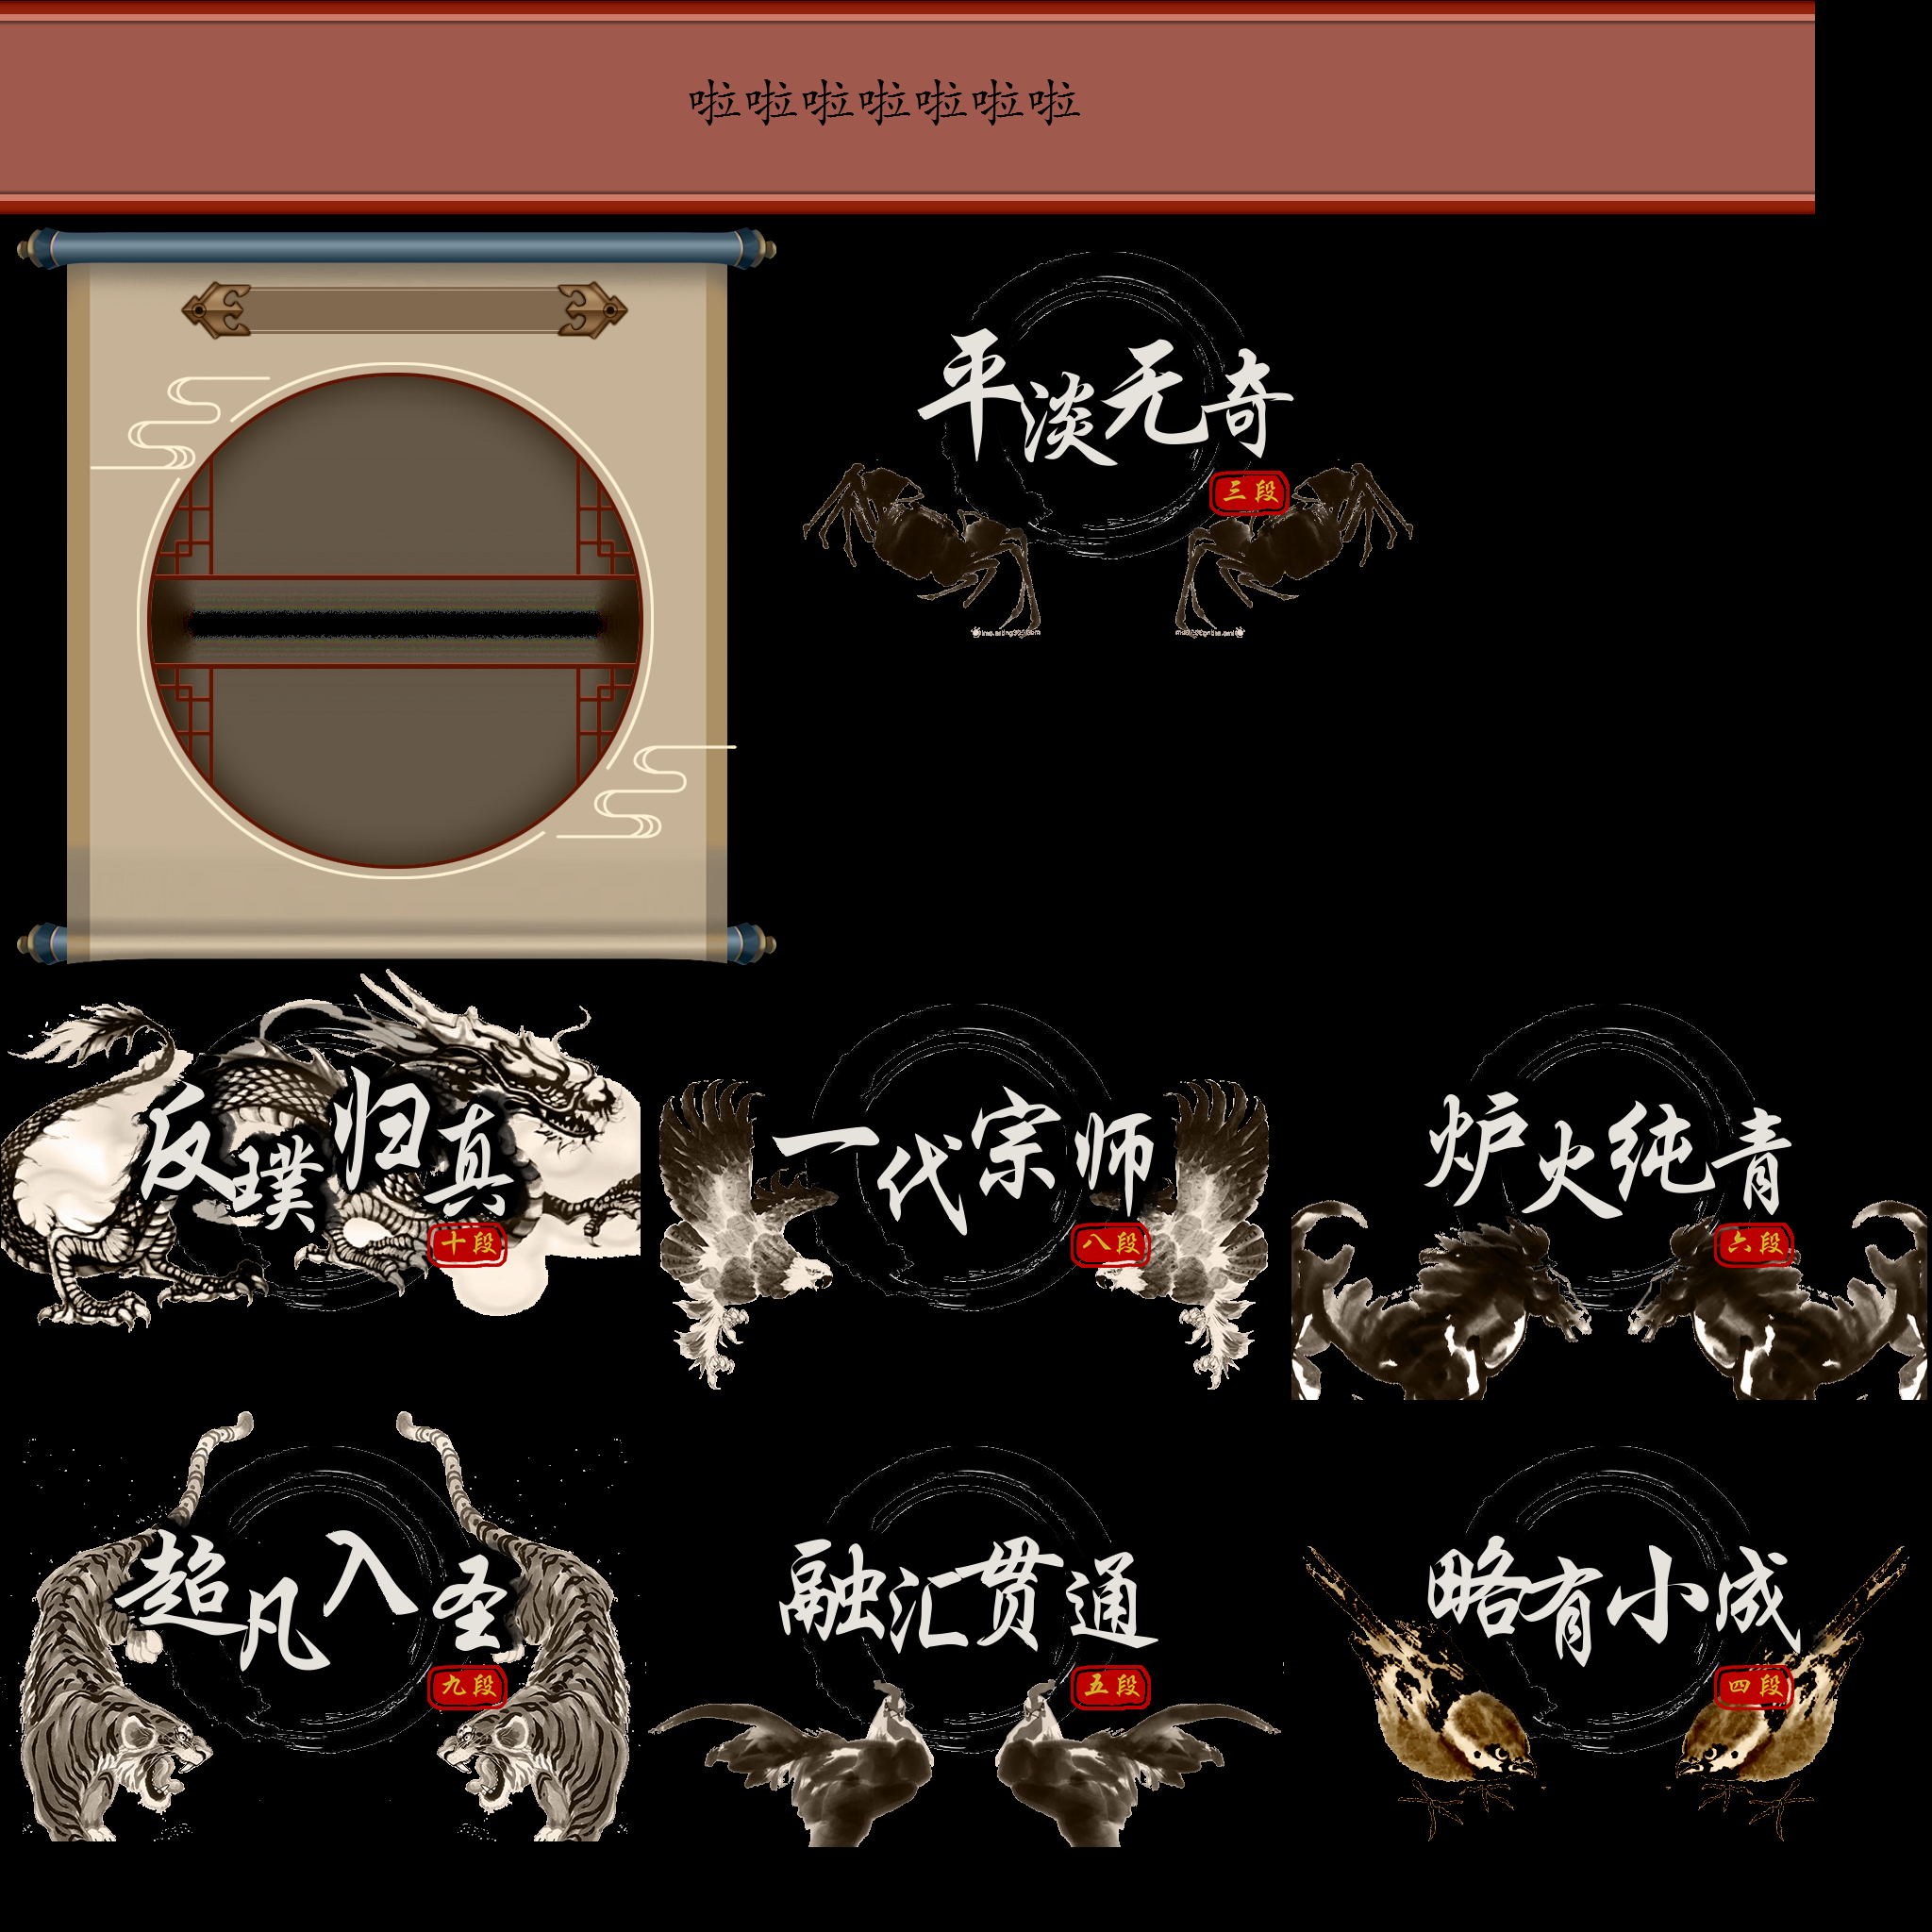 啦啦啦啦啦啦啦
平淡无奇
三段
反璞归真
十段
一代宗师
八段
炉火纯青
六段
超凡入圣
九段
融汇贯通
五段
略有小成
四段